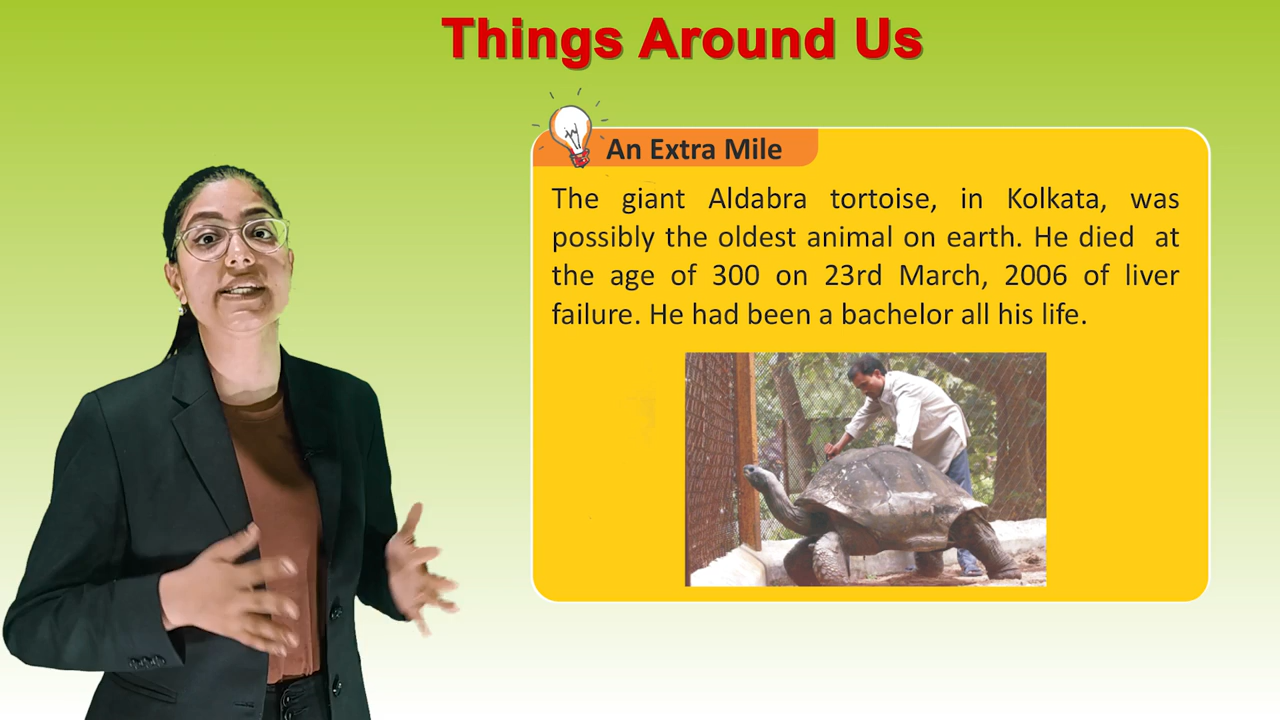 Things Around Us
An Extra Mile
The giant Aldabra tortoise, in Kolkata, was
possibly the oldest animal on earth. He died at
the age of 300 on 23rd March, 2006 of liver
failure. He had been a bachelor all his life.